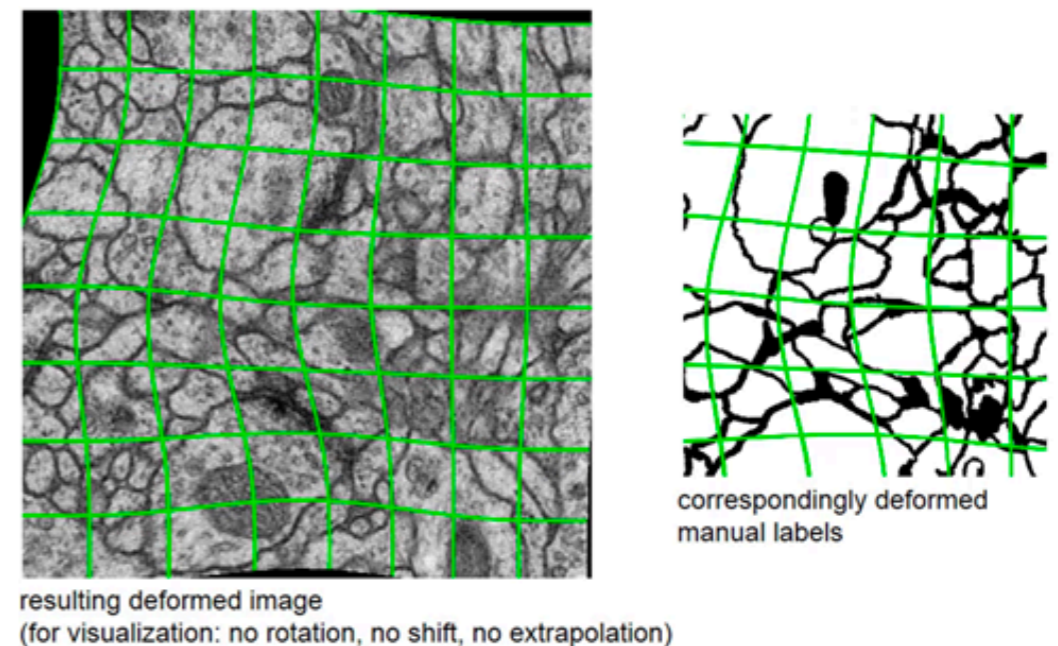 correspondingly deformed
manual labels
resulting deformed image
(for visualization: no rotation, no shift, no extrapolation)